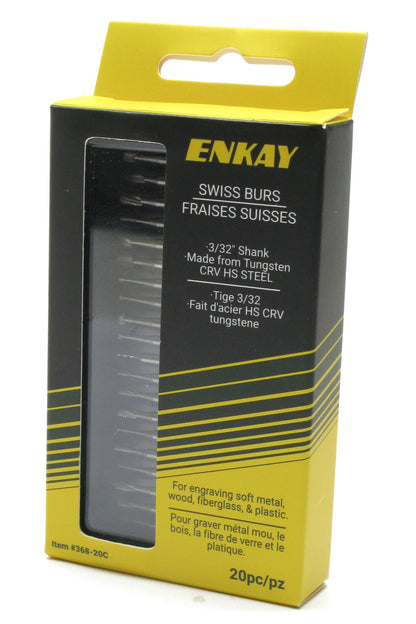 ENKAY
SWISS BURS
FRAISES SUISSES
·3/32" Shank
·Made from Tungsten
CRV HS STEEL
·Tige 3/32
·Fait d'acier HS CRV
tungstene
For engraving soft metal,
wood, fiberglass, & plastic.
Pour graver métal mou, le
bois, la fibre de verre et le
platique.
Item #368-20C
20pc/pz